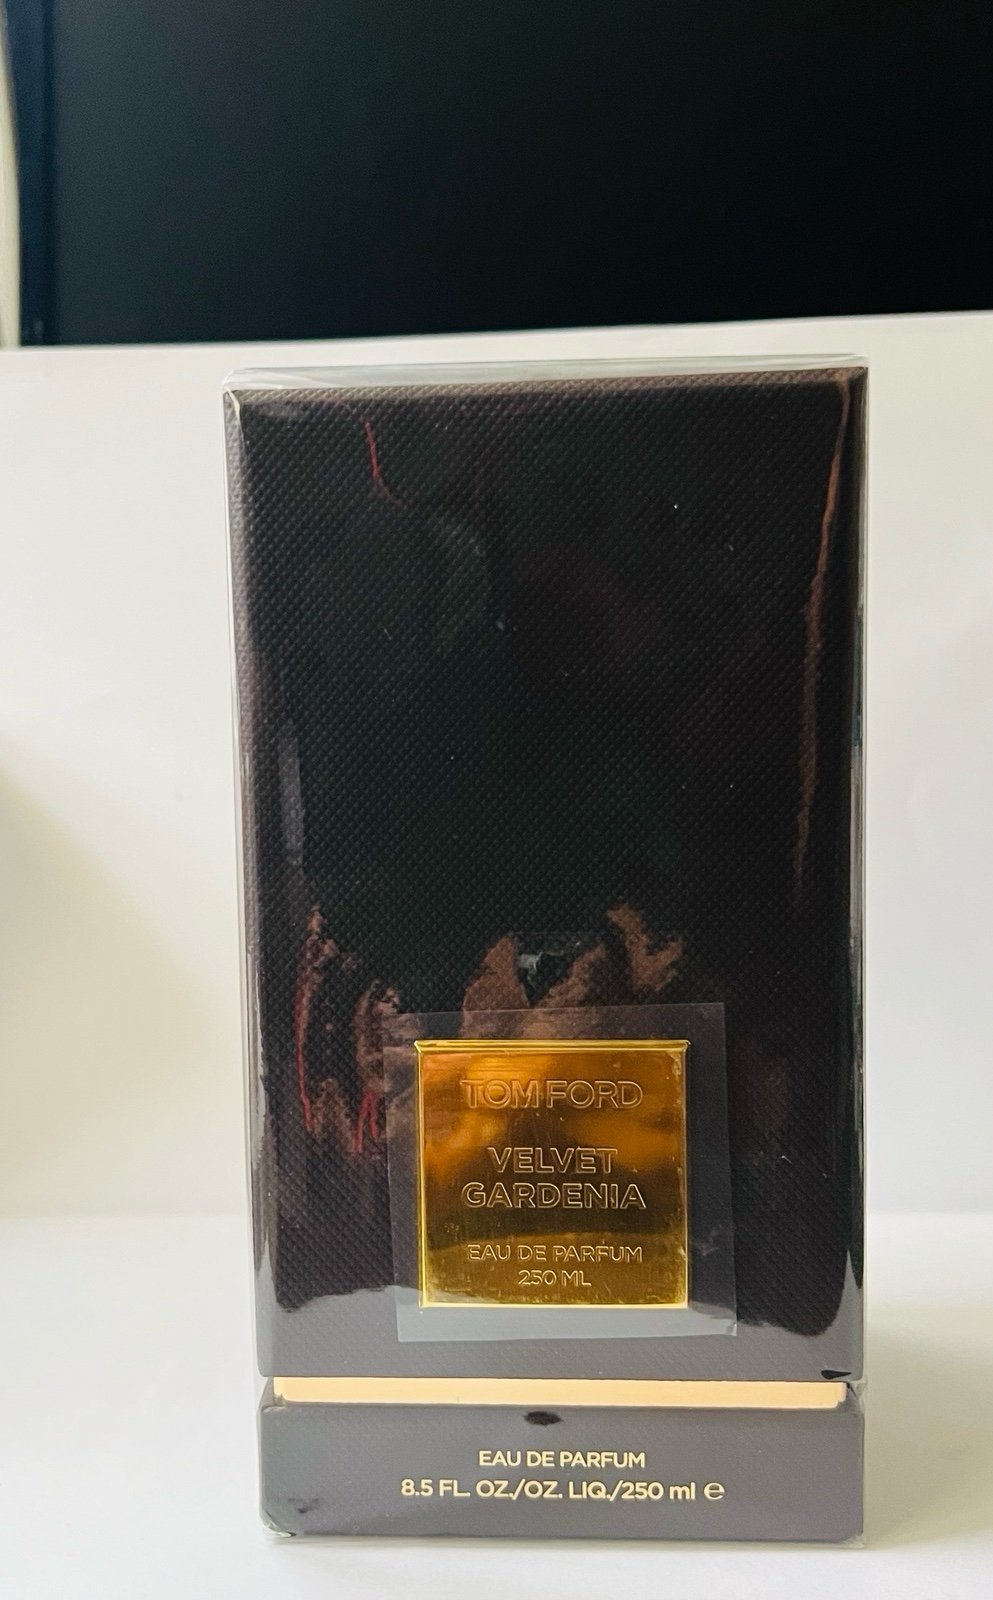 TOM FORD
VELVET
GARDENIA
EAU DE PARFUM
250 ML
EAU DE PARFUM
8.5 FL. OZ./OZ. LIQ./250 ml ℮